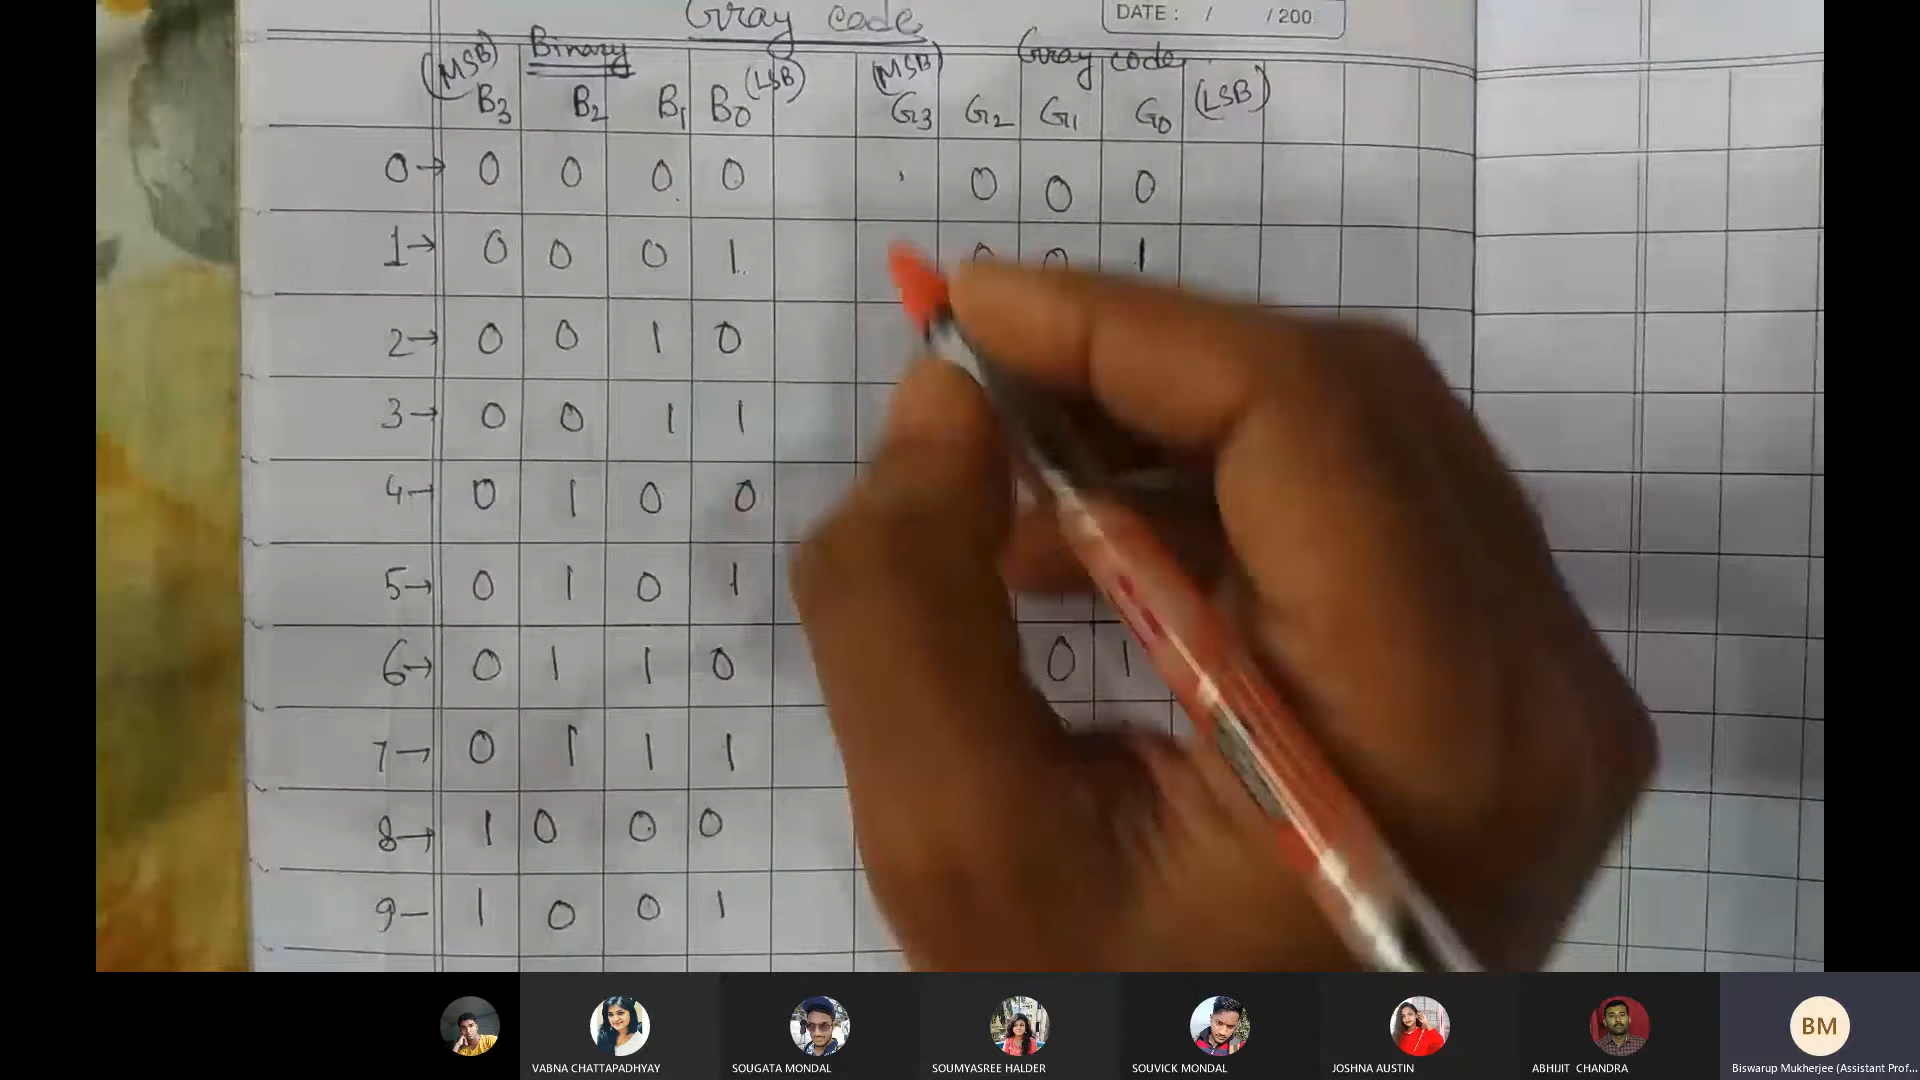 Gray code
DATE : / / 200
(MSB) Binary (LSB) (MSB) Gray code (LSB)
B3 B2 B1 B0 G3 G2 G1 G0
0→ 0 0 0 0 0 0 0
1→ 0 0 0 1 0 0 1
2→ 0 0 1 0
3→ 0 0 1 1
4→ 0 1 0 0
5→ 0 1 0 1
6→ 0 1 1 0 0 1
7→ 0 1 1 1
8→ 1 0 0 0
9— 1 0 0 1
VABNA CHATTAPADHYAY
SOUGATA MONDAL
SOUMYASREE HALDER
SOUVICK MONDAL
JOSHNA AUSTIN
ABHIJIT CHANDRA
BM
Biswarup Mukherjee (Assistant Prof...